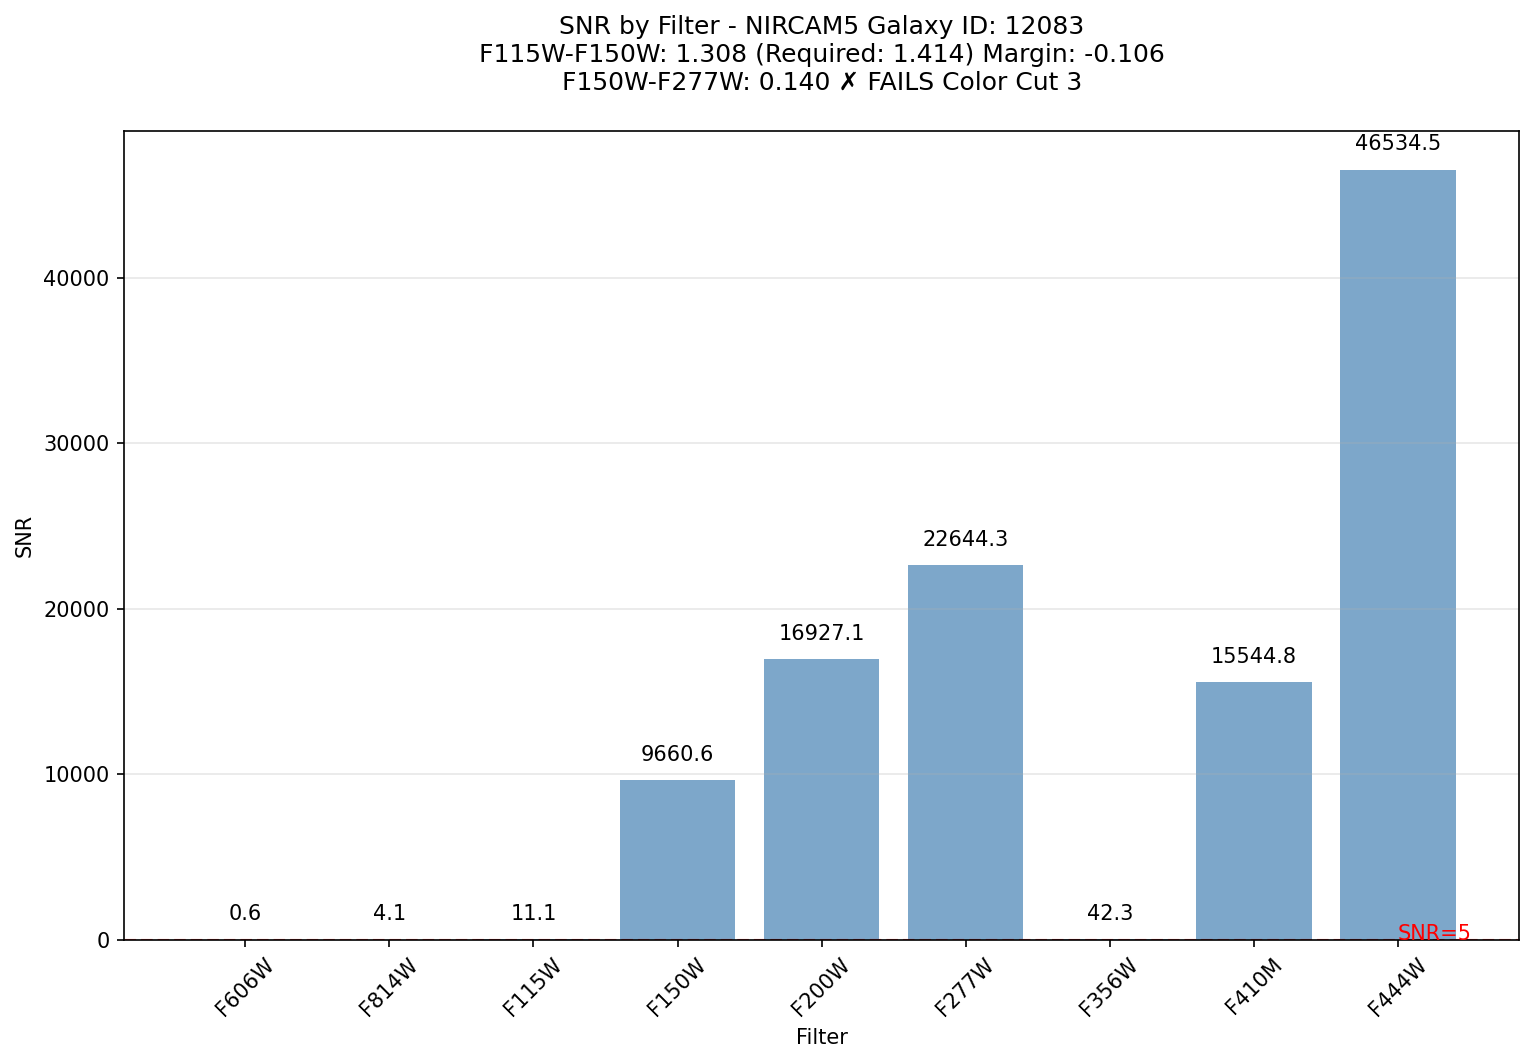 SNR by Filter - NIRCAM5 Galaxy ID: 12083
F115W-F150W: 1.308 (Required: 1.414) Margin: -0.106
F150W-F277W: 0.140 ✗ FAILS Color Cut 3
46534.5
40000
30000
22644.3
SNR
20000
16927.1
15544.8
9660.6
10000
0.6
4.1
11.1
42.3
SNR=5
0
F606W
F814W
F115W
F150W
F200W
F277W
F356W
F410M
F444W
Filter